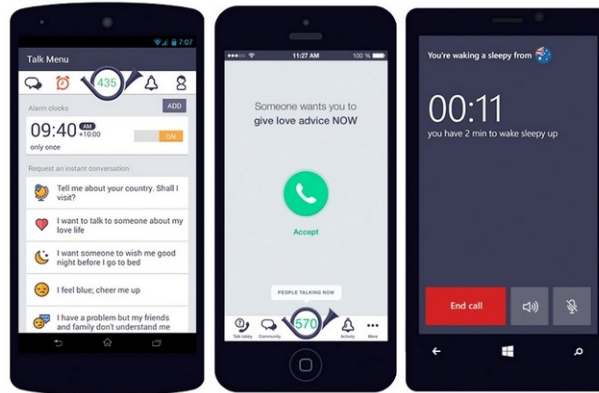 7:07
Talk Menu
435
Alarm clocks
ADD
09:40 AM +10:00
ON
only once
Request an instant conversation
Tell me about your country. Shall I
visit?
I want to talk to someone about my
love life
I want someone to wish me good
night before I go to bed
I feel blue; cheer me up
I have a problem but my friends
and family don't understand me
11:27 AM
100 %
Someone wants you to
give love advice NOW
Accept
PEOPLE TALKING NOW
570
Talk lobby
Community
Activity
More
You're waking a sleepy from
00:11
you have 2 min to wake sleepy up
End call